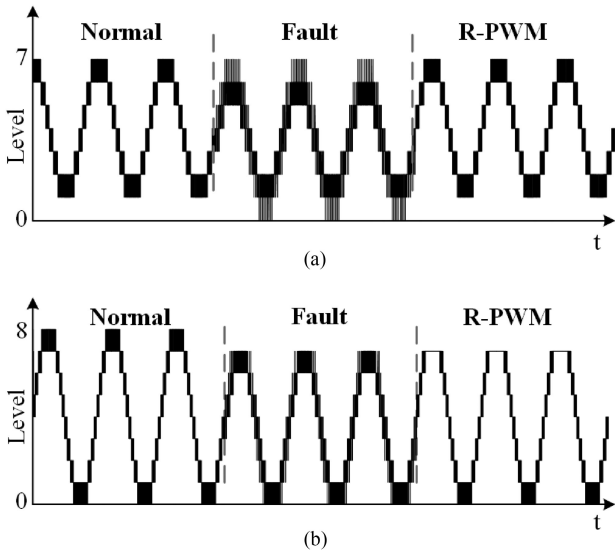 Normal Fault R-PWM
7
Level
0
t
(a)
Normal Fault R-PWM
8
Level
0
t
(b)